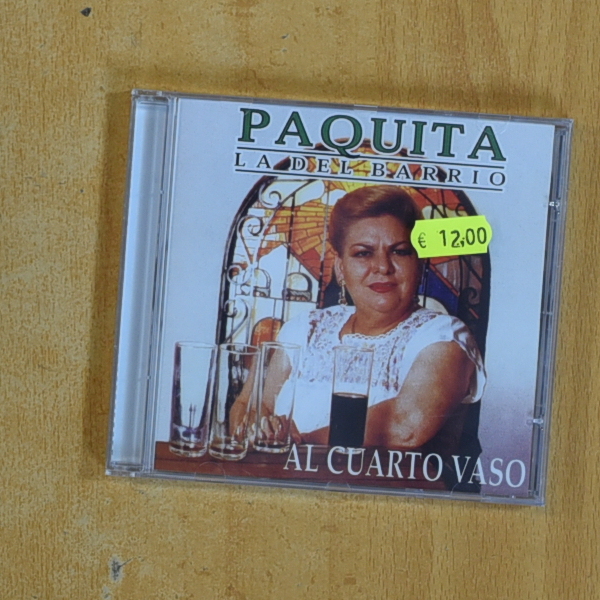 PAQUITA
LA DEL BARRIO
€ 12,00
AL CUARTO VASO